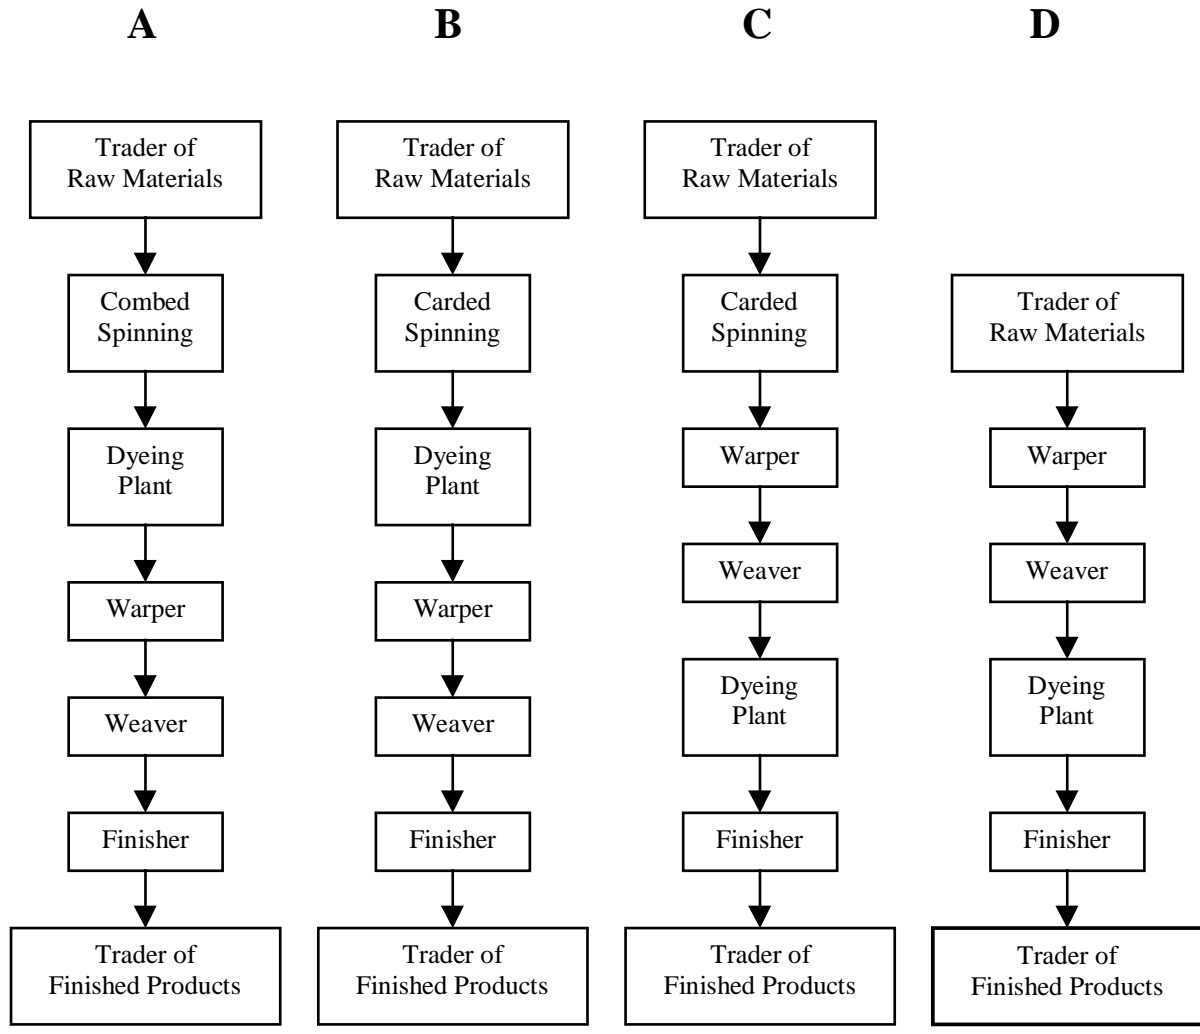 A
B
C
D
Trader of
Raw Materials
Combed
Spinning
Dyeing
Plant
Warper
Weaver
Finisher
Trader of
Finished Products
Trader of
Raw Materials
Carded
Spinning
Dyeing
Plant
Warper
Weaver
Finisher
Trader of
Finished Products
Trader of
Raw Materials
Carded
Spinning
Warper
Weaver
Dyeing
Plant
Finisher
Trader of
Finished Products
Trader of
Raw Materials
Warper
Weaver
Dyeing
Plant
Finisher
Trader of
Finished Products